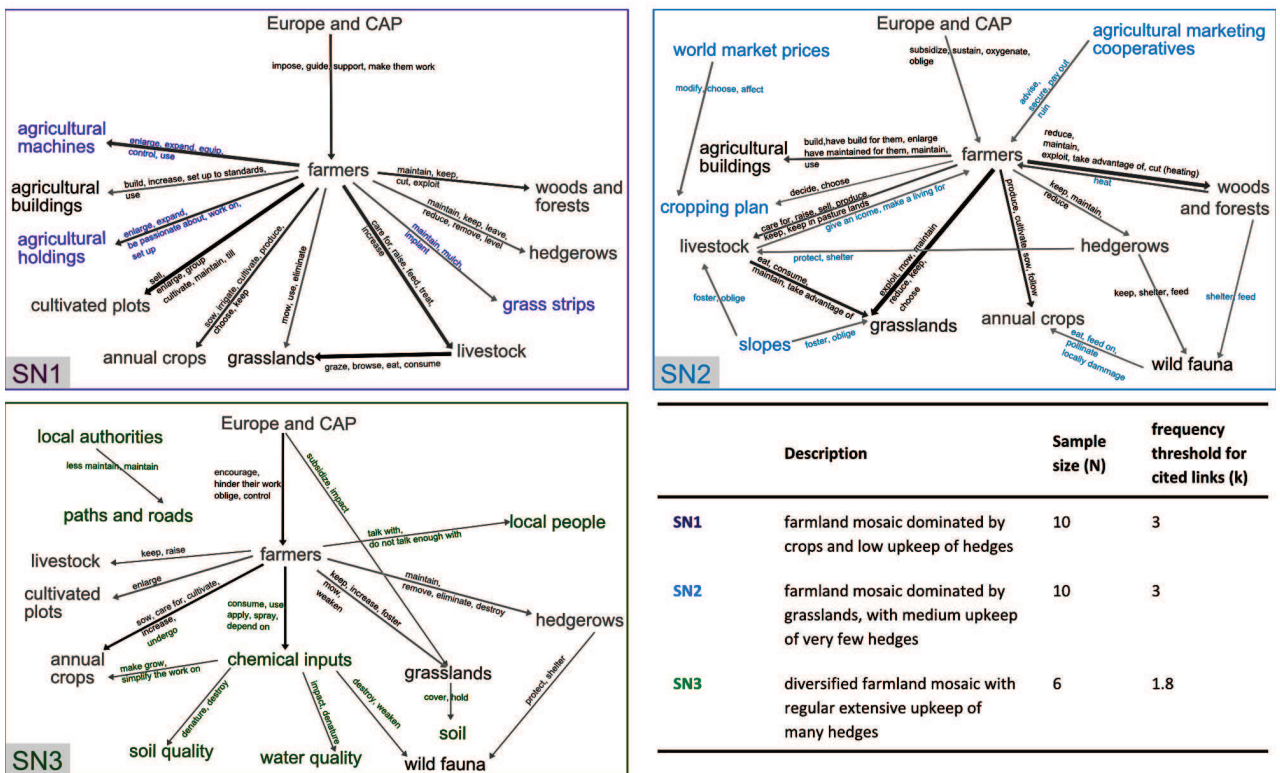 Europe and CAP
impose, guide, support, make them work
agricultural
machines
enlarge, expand, equip,
control, use
farmers
agricultural
buildings
build, increase, set up to standards,
use
maintain, keep,
cut, exploit
woods and
forests
agricultural
holdings
enlarge, expand,
be passionate about, work on,
set up
maintain, keep, leave,
reduce, remove, level
hedgerows
sell,
enlarge, group
cultivate, maintain, till
cultivated plots
sow, irrigate, cultivate, produce,
choose, keep
mow, use, eliminate
care for, raise, feed, treat,
increase
maintain, mulch,
implant
grass strips
annual crops
grasslands
livestock
graze, browse, eat, consume
SN1
Europe and CAP
world market prices
agricultural marketing
cooperatives
subsidize, sustain, oxygenate,
oblige
modify, choose, affect
advise,
secure, pay out
ruin
agricultural
buildings
build,have build for them, enlarge
have maintained for them, maintain,
use
farmers
reduce,
maintain,
exploit, take advantage of, cut (heating)
heat
woods
and forests
decide, choose
cropping plan
care for, raise, sell, produce,
keep, keep in pasture lands
give an icome, make a living for
keep, maintain,
reduce
produce, cultivate, sow, follow
livestock
protect, shelter
hedgerows
eat, consume,
maintain, take advantage of
exploit, mow, maintain
reduce, keep,
choose
keep, shelter, feed
shelter, feed
foster, oblige
grasslands
annual crops
slopes
foster, oblige
eat, feed on,
pollinate
locally damage
wild fauna
SN2
Europe and CAP
local authorities
less maintain, maintain
paths and roads
encourage,
hinder their work
oblige, control
subsidize, impact
local people
talk with,
do not talk enough with
livestock
keep, raise
farmers
cultivated
plots
enlarge
sow, care for, cultivate,
increase,
undergo
consume, use
apply, spray,
depend on
keep, increase, foster
mow,
weaken
maintain,
remove, eliminate, destroy
hedgerows
annual
crops
make grow,
simplify the work on
chemical inputs
grasslands
denature, destroy
impact, denature
destroy, weaken
cover, hold
protect, shelter
soil
soil quality
water quality
wild fauna
SN3
Description
Sample
size (N)
frequency
threshold for
cited links (k)
SN1
farmland mosaic dominated by
crops and low upkeep of hedges
10
3
SN2
farmland mosaic dominated by
grasslands, with medium upkeep
of very few hedges
10
3
SN3
diversified farmland mosaic with
regular extensive upkeep of
many hedges
6
1.8